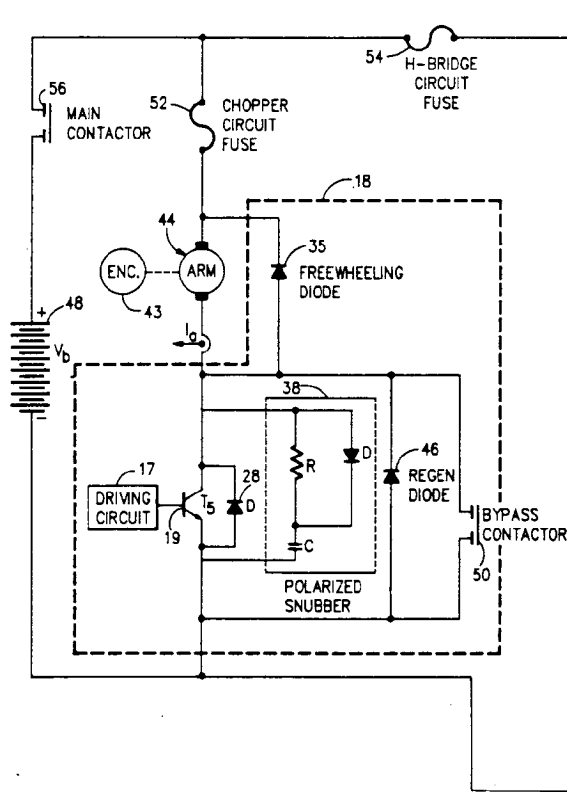 54
H-BRIDGE
CIRCUIT
FUSE
56
MAIN
CONTACTOR
52
CHOPPER
CIRCUIT
FUSE
18
44
35
ENC.
ARM
FREEWHEELING
DIODE
43
Ia
48
+
Vb
-
38
46
17
28
R
D
REGEN
DIODE
DRIVING
CIRCUIT
T5
D
19
C
BYPASS
CONTACTOR
50
POLARIZED
SNUBBER